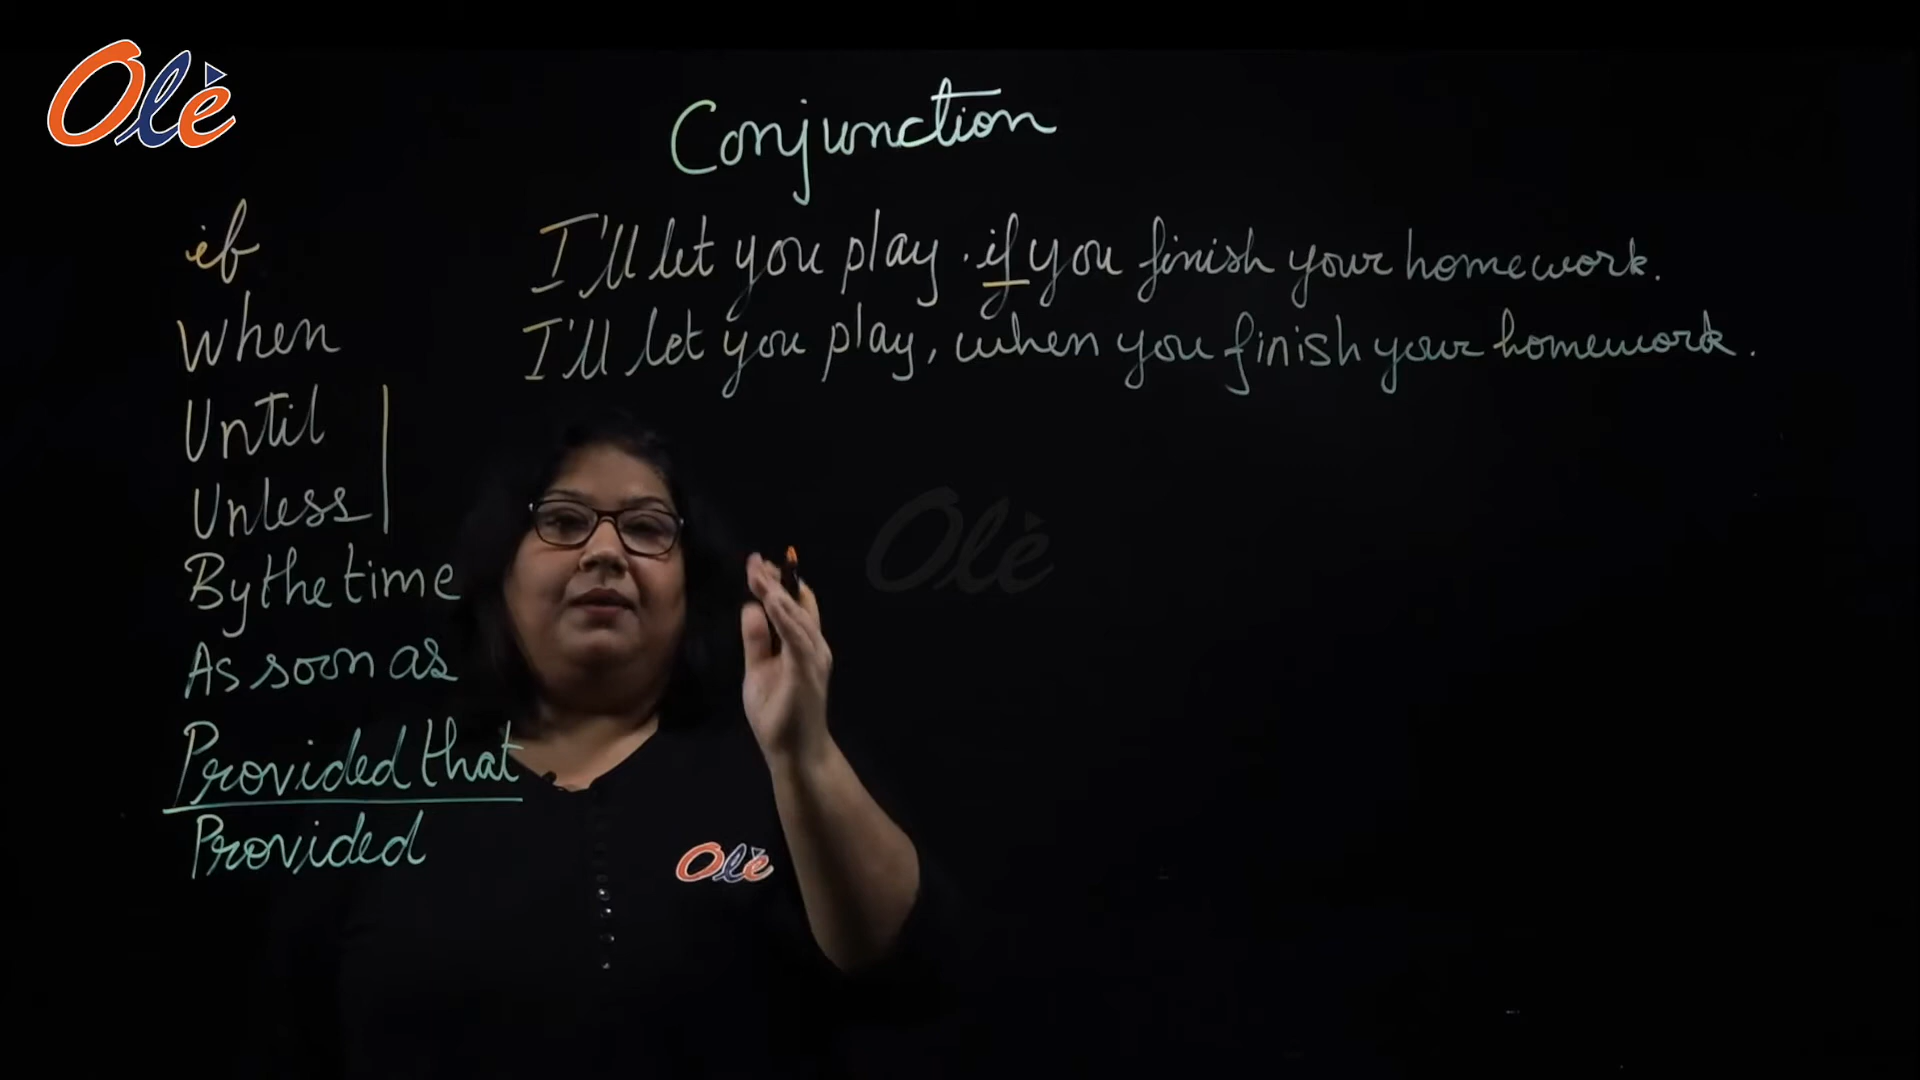 Olè
Conjunction
if
I'll let you play. if you finish your homework.
When
I'll let you play, when you finish your homework.
Until
Unless
By the time
As soon as
Provided that
Provided
Olè
Olè